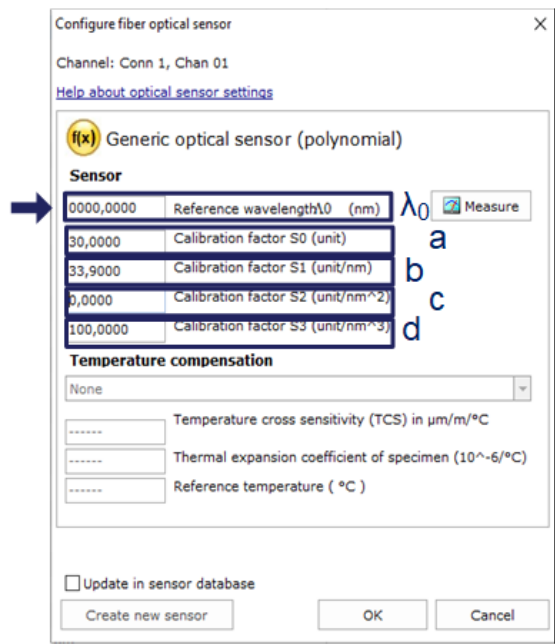 Configure fiber optical sensor
Channel: Conn 1, Chan 01
Help about optical sensor settings
f(x) Generic optical sensor (polynomial)
Sensor
0000,0000 Reference wavelengthλ0 (nm) λ0 Measure
30,0000 Calibration factor S0 (unit) a
33,9000 Calibration factor S1 (unit/nm) b
0,0000 Calibration factor S2 (unit/nm^2) c
100,0000 Calibration factor S3 (unit/nm^3) d
Temperature compensation
None
------ Temperature cross sensitivity (TCS) in μm/m/°C
------ Thermal expansion coefficient of specimen (10^-6/°C)
------ Reference temperature ( °C )
Update in sensor database
Create new sensor OK Cancel